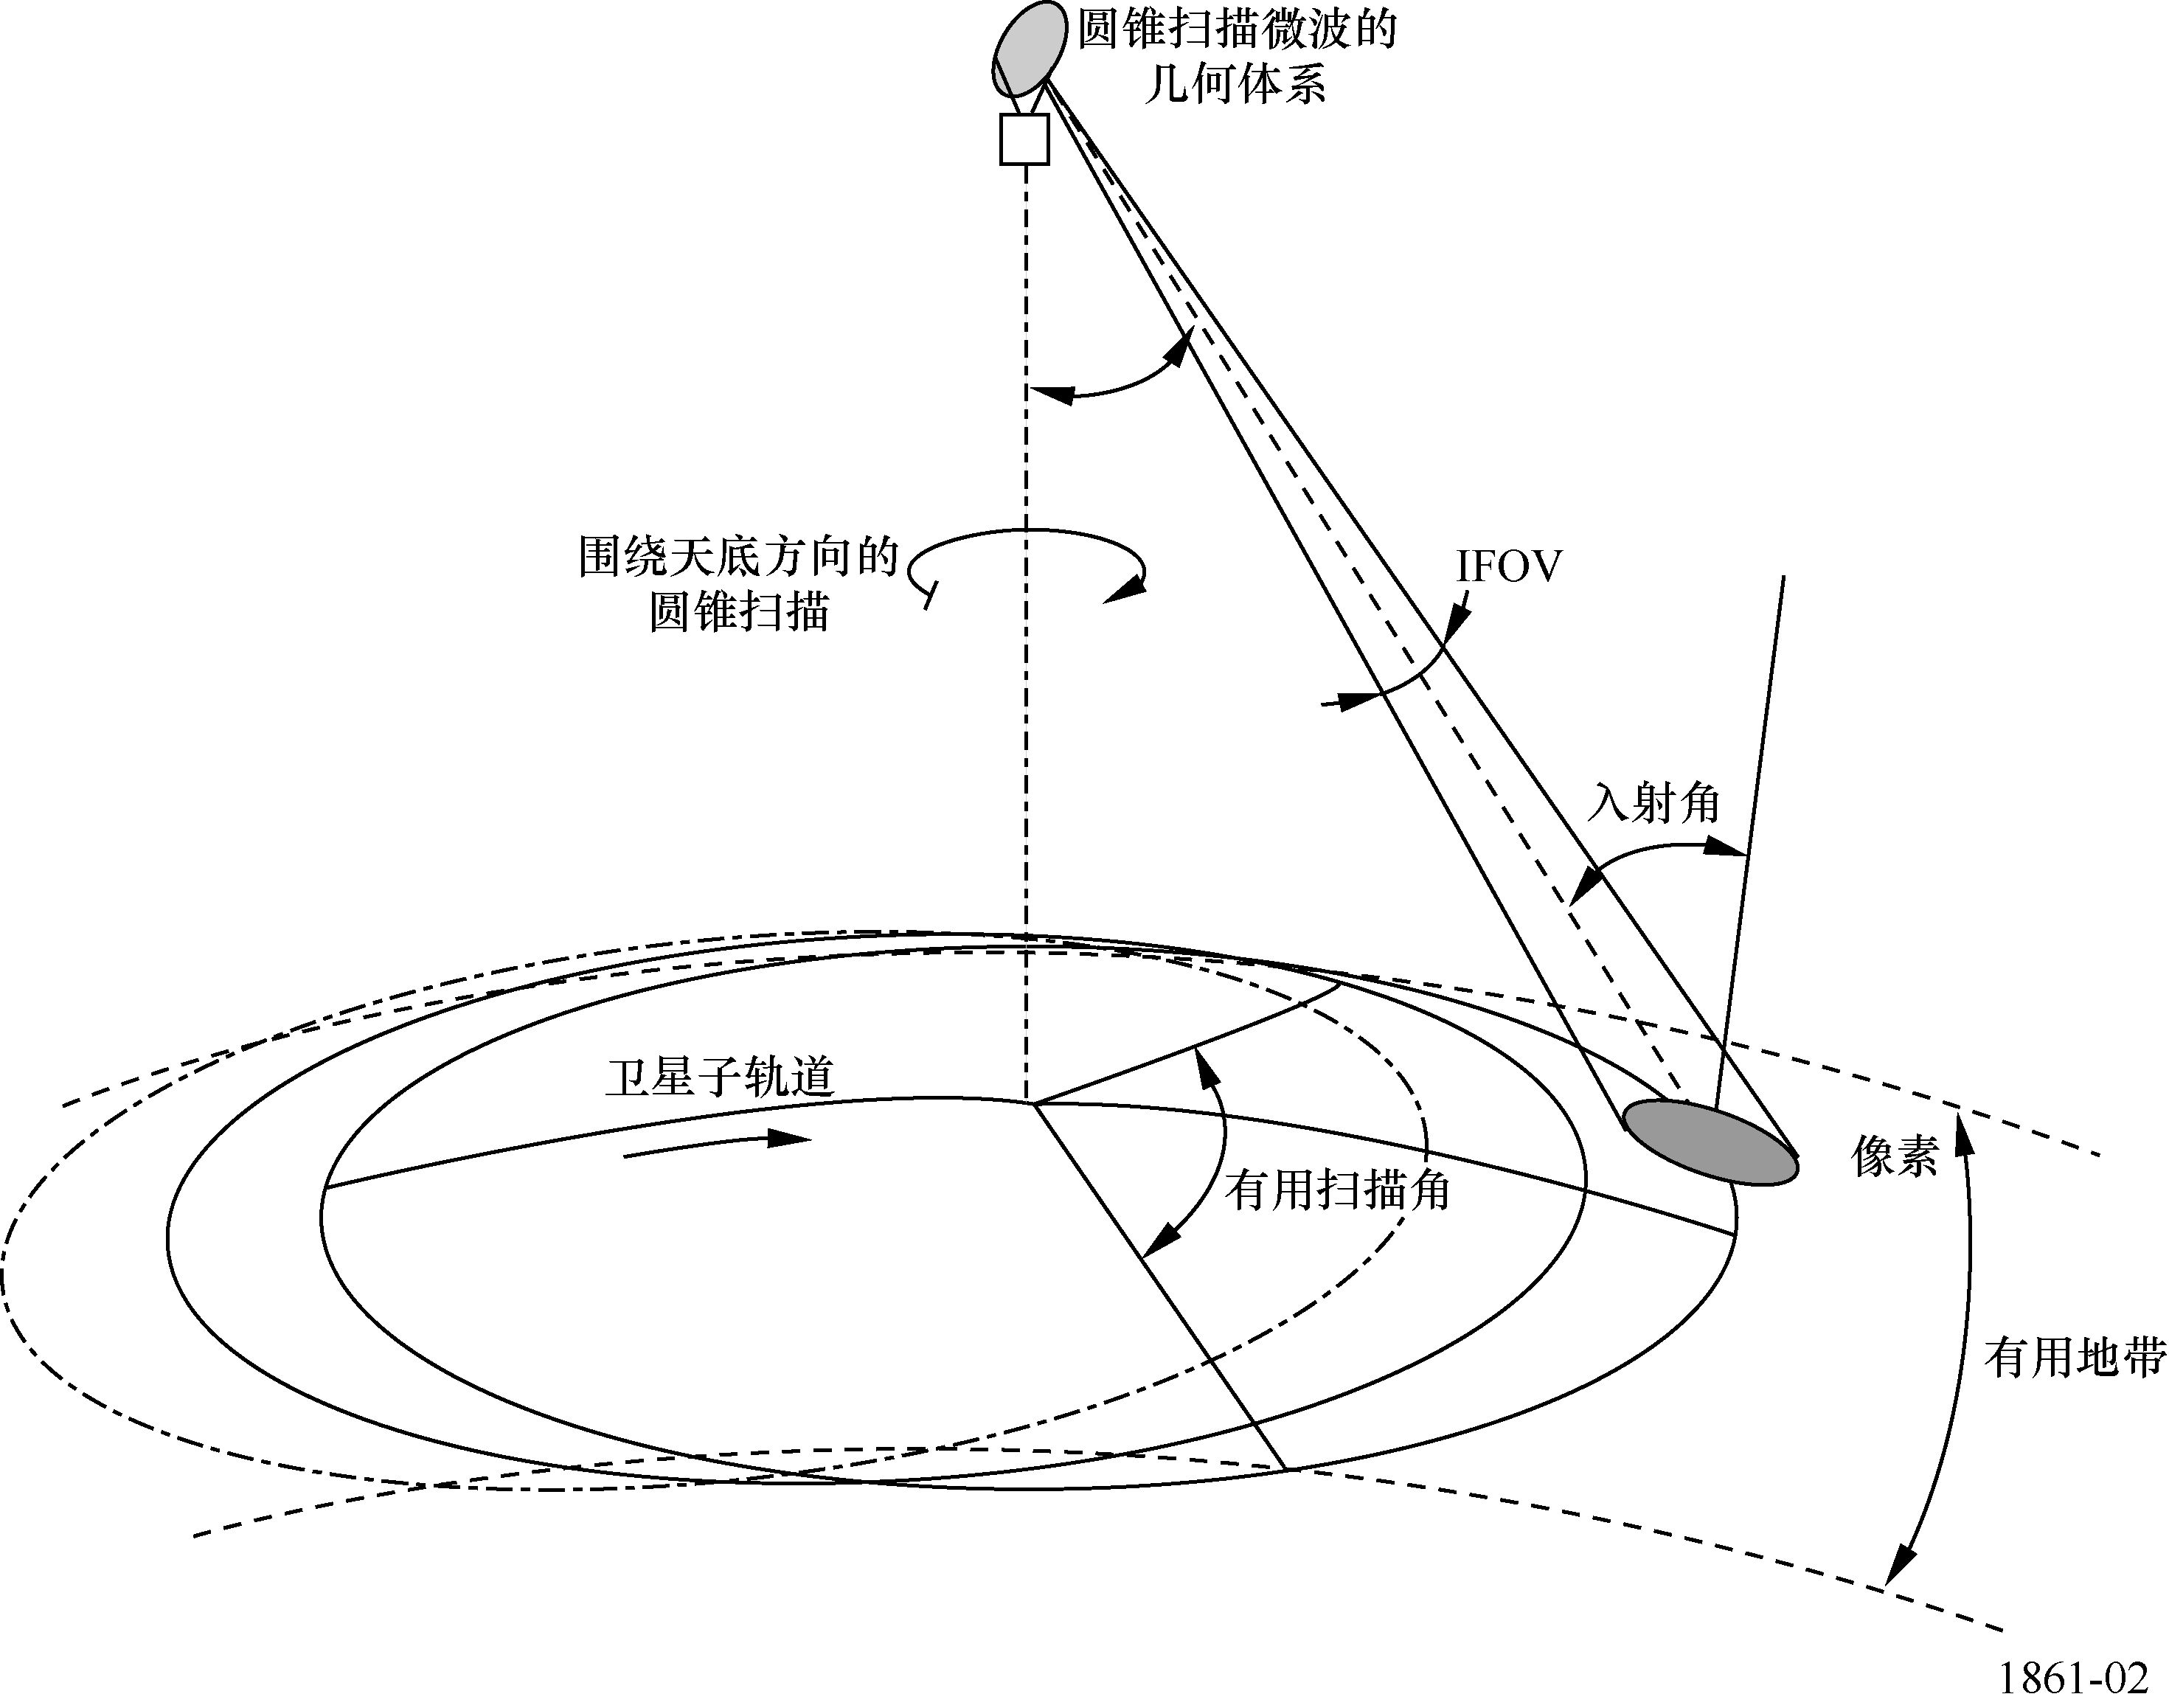 圆锥扫描微波的
几何体系
围绕天底方向的
圆锥扫描
IFOV
入射角
卫星子轨道
像素
有用扫描角
有用地带
1861-02